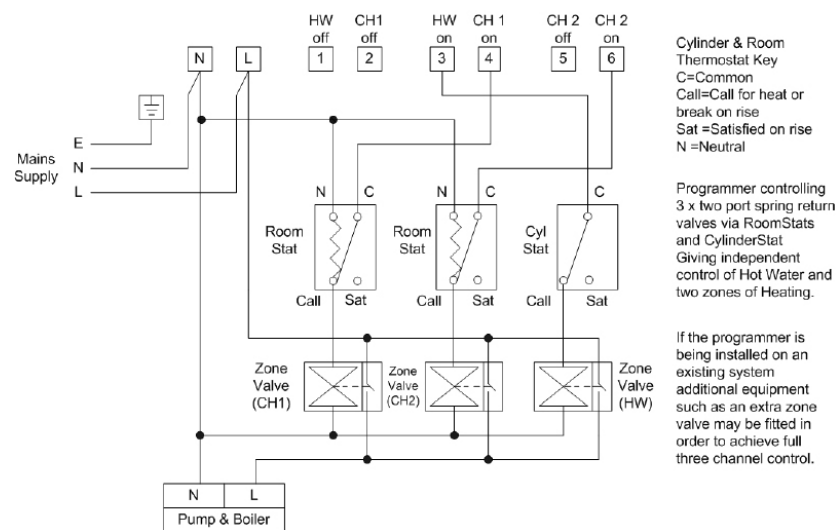 HW off
CH1 off
HW on
CH 1 on
CH 2 off
CH 2 on
N
L
1
2
3
4
5
6
Cylinder & Room
Thermostat Key
C=Common
Call=Call for heat or
break on rise
Sat =Satisfied on rise
N =Neutral
Mains
Supply
E
N
L
N
C
N
C
C
Room
Stat
Room
Stat
Cyl
Stat
Call
Sat
Call
Sat
Call
Sat
Programmer controlling
3 x two port spring return
valves via RoomStats
and CylinderStat
Giving independent
control of Hot Water and
two zones of Heating.
Zone
Valve
(CH1)
Zone
Valve
(CH2)
Zone
Valve
(HW)
If the programmer is
being installed on an
existing system
additional equipment
such as an extra zone
valve may be fitted in
order to achieve full
three channel control.
N
L
Pump & Boiler